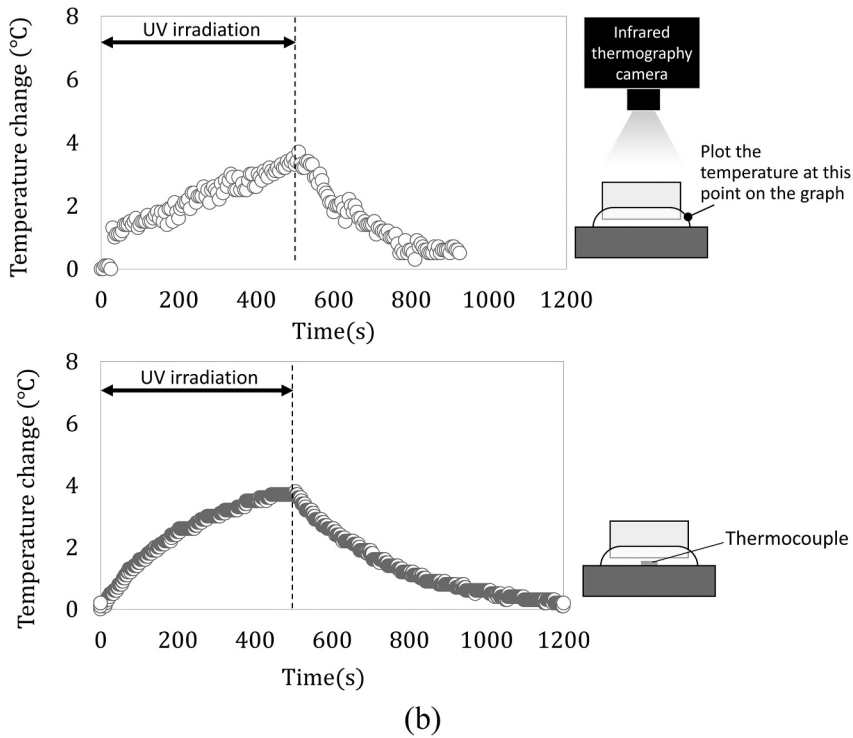 Temperature change (℃)
8
6
4
2
0
UV irradiation
0 200 400 600 800 1000 1200
Time(s)
Infrared
thermography
camera
Plot the
temperature at this
point on the graph
Temperature change (℃)
8
6
4
2
0
UV irradiation
0 200 400 600 800 1000 1200
Time(s)
Thermocouple
(b)